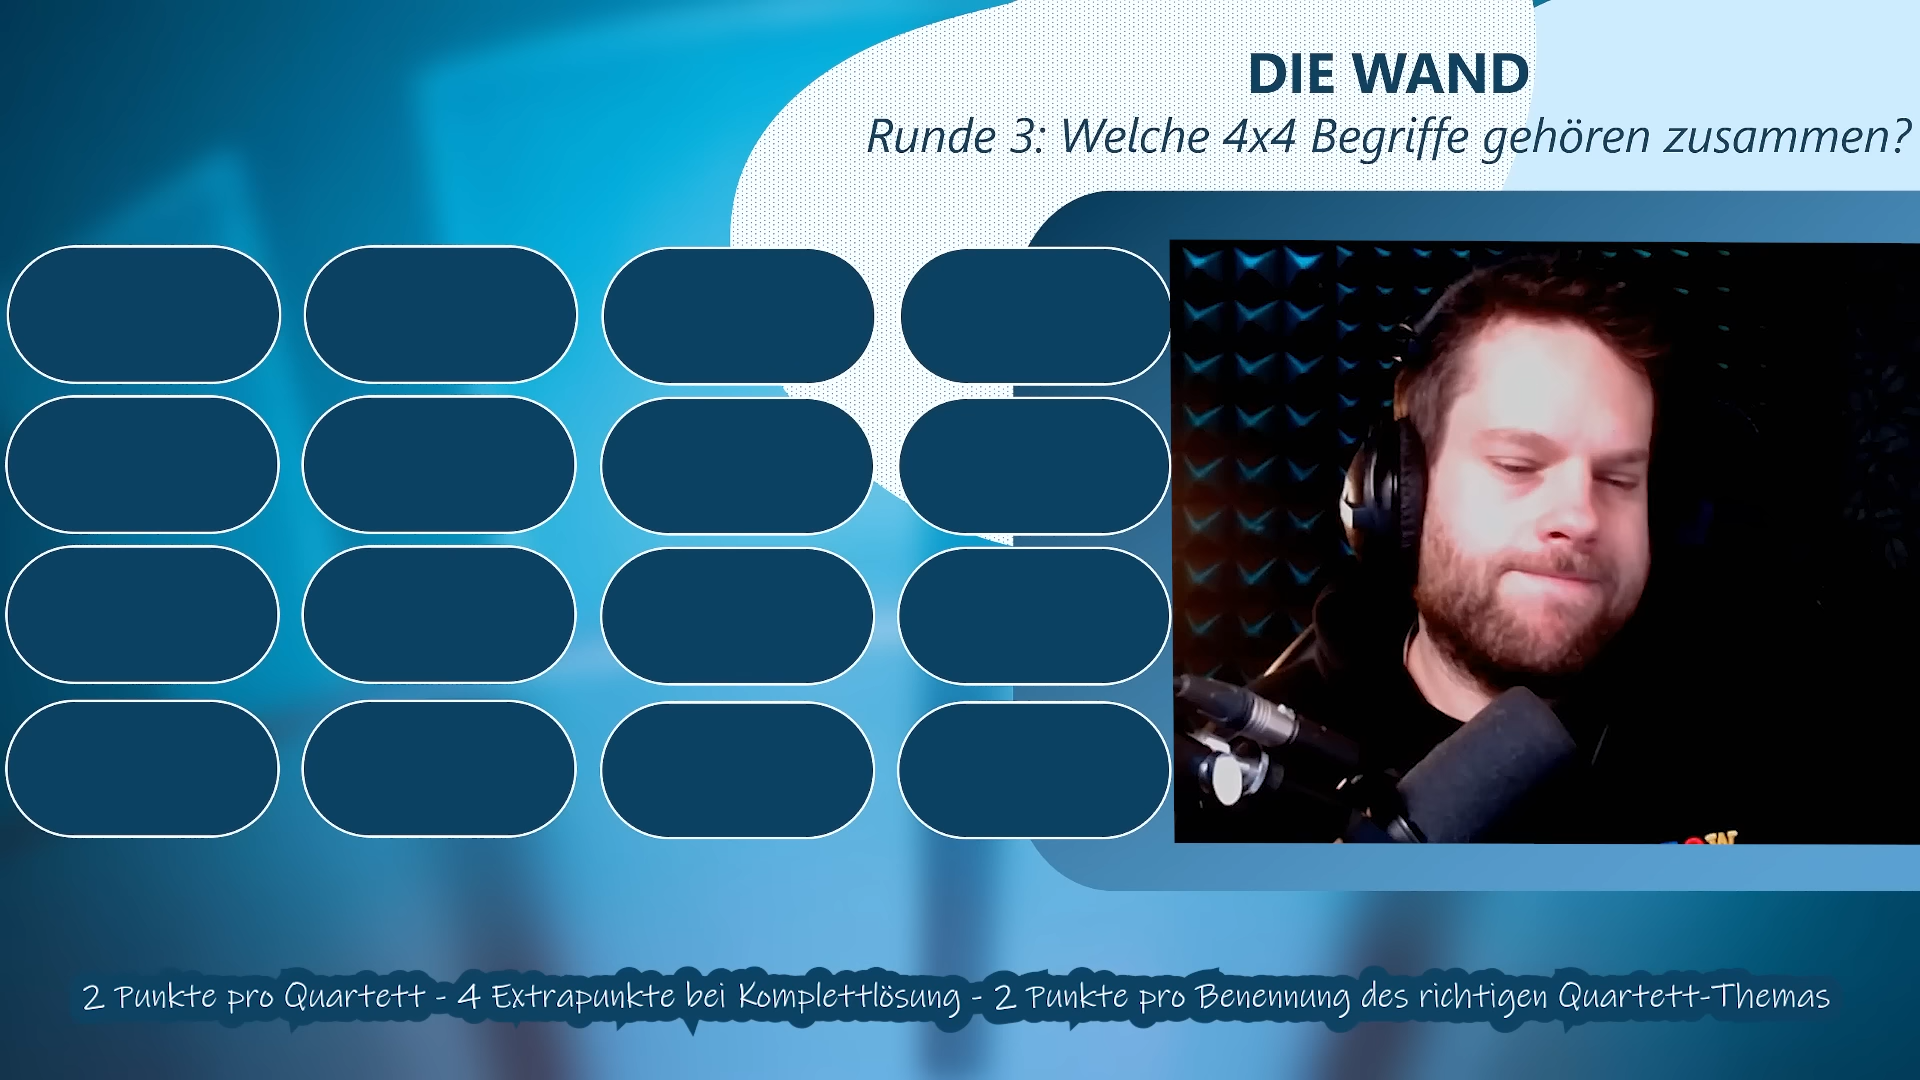 DIE WAND
Runde 3: Welche 4x4 Begriffe gehören zusammen?
2 Punkte pro Quartett - 4 Extrapunkte bei Komplettlösung - 2 Punkte pro Benennung des richtigen Quartett-Themas